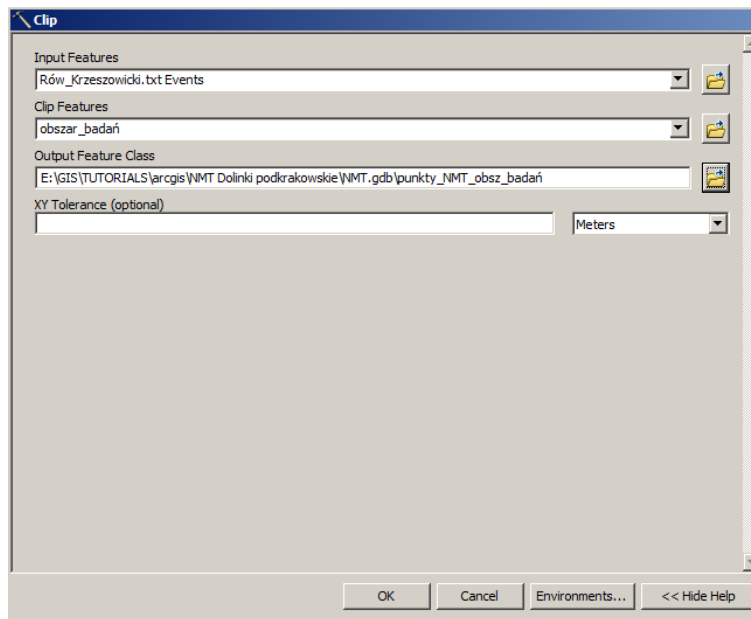 Clip
Input Features
Rów_Krzeszowicki.txt Events
Clip Features
obszar_badań
Output Feature Class
E:\GIS\TUTORIALS\arcgis\NMT Dolinki podkrakowskie\NMT.gdb\punkty_NMT_obsz_badań
XY Tolerance (optional)
Meters
OK Cancel Environments... << Hide Help